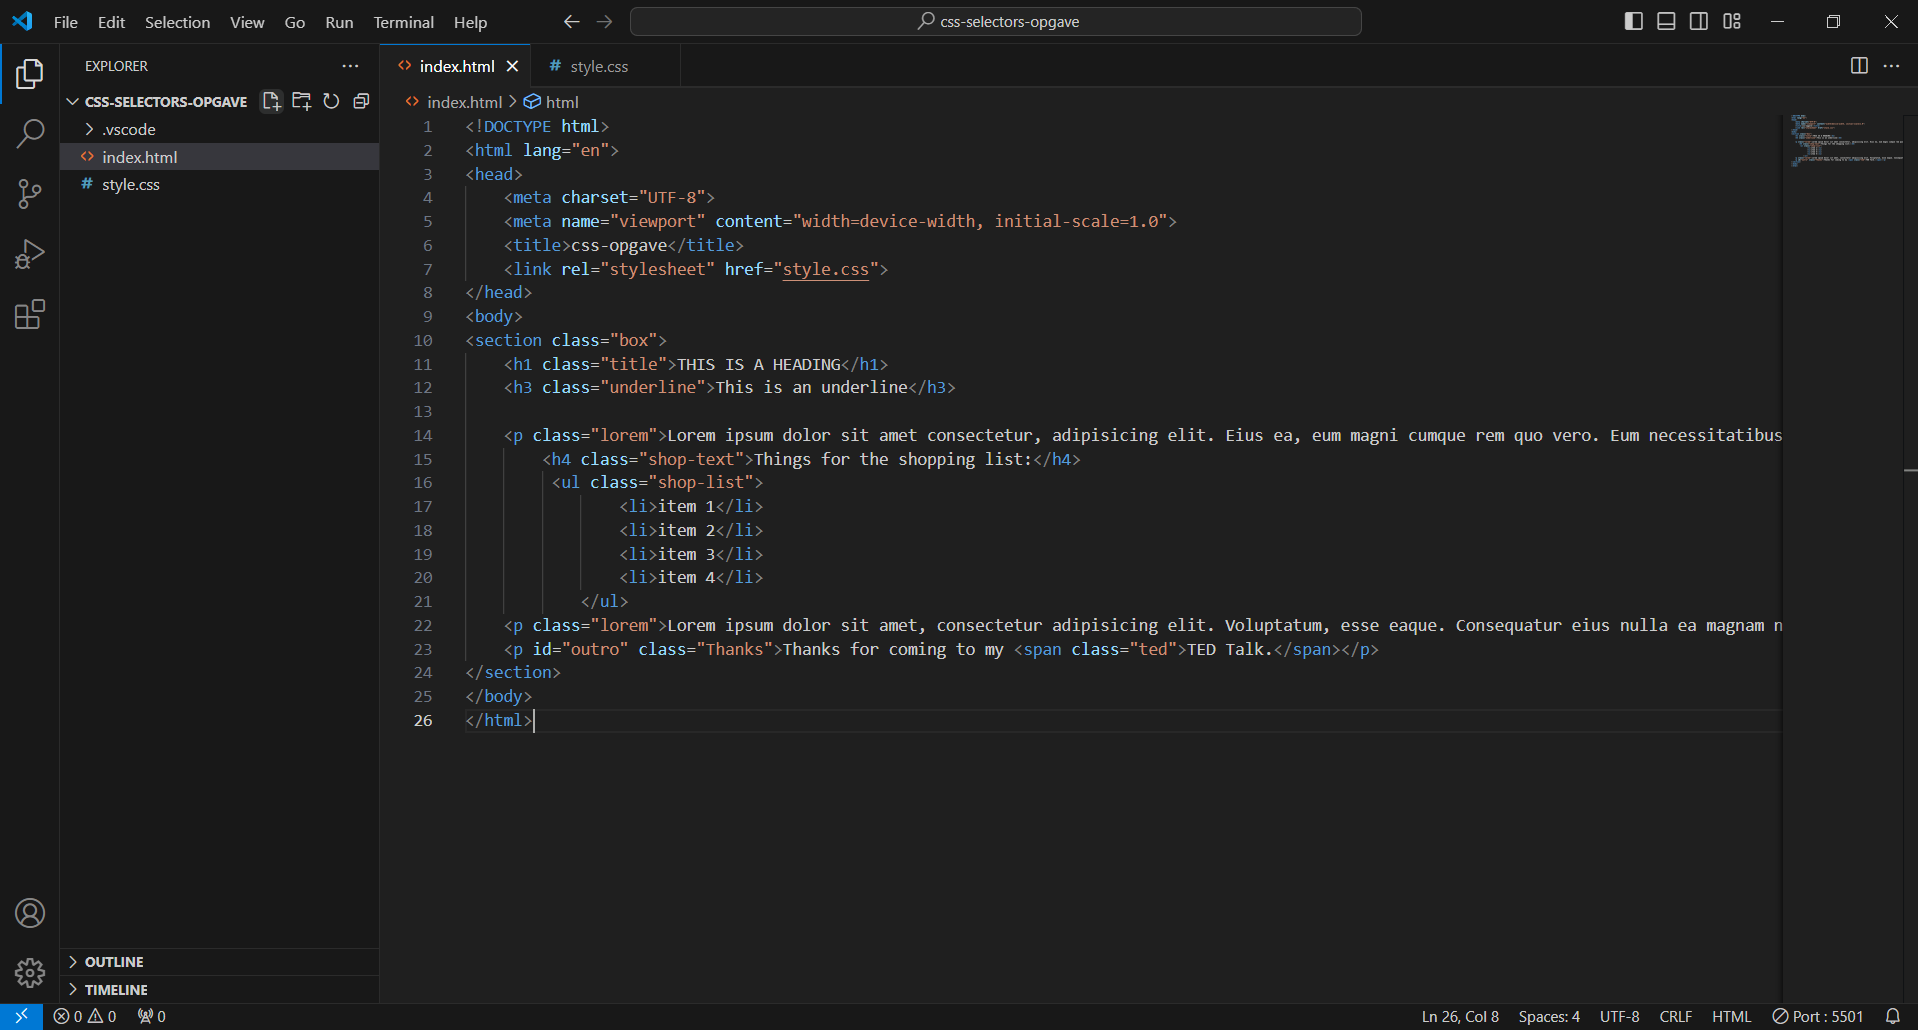 File Edit Selection View Go Run Terminal Help
css-selectors-opgave
EXPLORER
CSS-SELECTORS-OPGAVE
.vscode
index.html
style.css
OUTLINE
TIMELINE
index.html
style.css
index.html > html
1 <!DOCTYPE html>
2 <html lang="en">
3 <head>
4 <meta charset="UTF-8">
5 <meta name="viewport" content="width=device-width, initial-scale=1.0">
6 <title>css-opgave</title>
7 <link rel="stylesheet" href="style.css">
8 </head>
9 <body>
10 <section class="box">
11 <h1 class="title">THIS IS A HEADING</h1>
12 <h3 class="underline">This is an underline</h3>
13
14 <p class="lorem">Lorem ipsum dolor sit amet consectetur, adipisicing elit. Eius ea, eum magni cumque rem quo vero. Eum necessitatibus
15 <h4 class="shop-text">Things for the shopping list:</h4>
16 <ul class="shop-list">
17 <li>item 1</li>
18 <li>item 2</li>
19 <li>item 3</li>
20 <li>item 4</li>
21 </ul>
22 <p class="lorem">Lorem ipsum dolor sit amet, consectetur adipisicing elit. Voluptatum, esse eaque. Consequatur eius nulla ea magnam n
23 <p id="outro" class="Thanks">Thanks for coming to my <span class="ted">TED Talk.</span></p>
24 </section>
25 </body>
26 </html>
0 0 0
Ln 26, Col 8 Spaces: 4 UTF-8 CRLF HTML Port : 5501